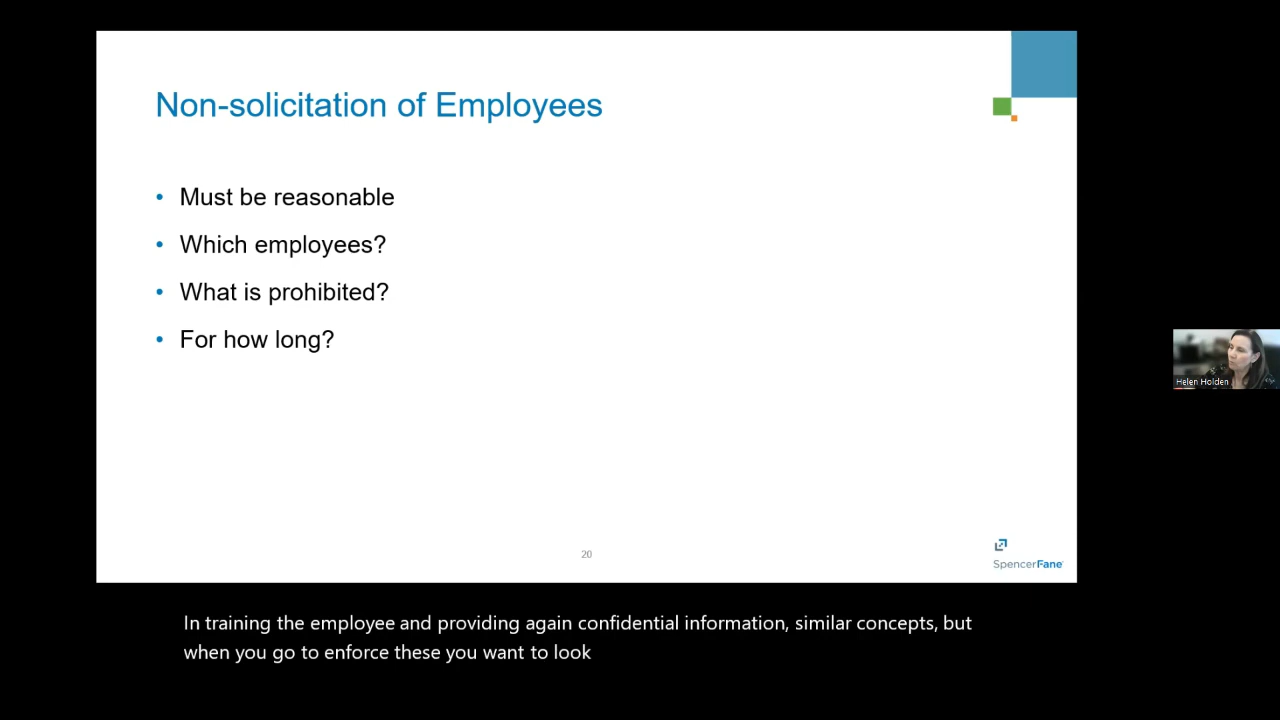 Non-solicitation of Employees
• Must be reasonable
• Which employees?
• What is prohibited?
• For how long?
Helen Holden
20
SpencerFane
In training the employee and providing again confidential information, similar concepts, but
when you go to enforce these you want to look